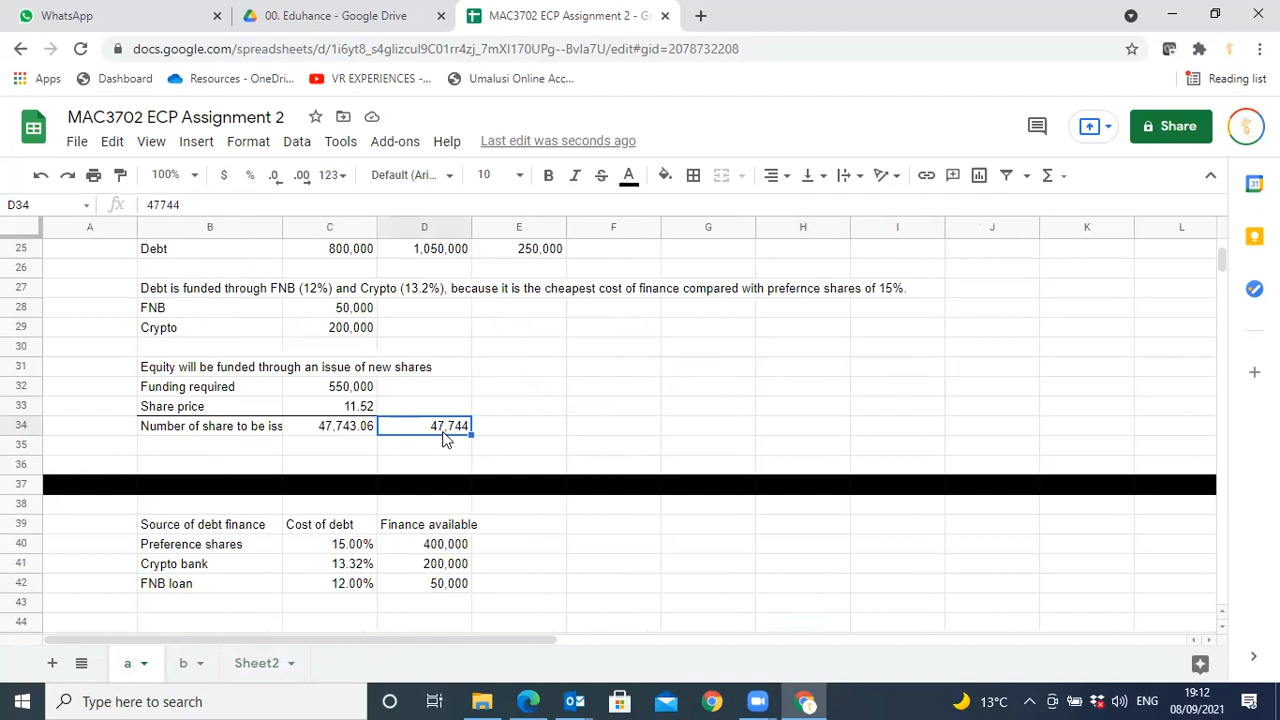 WhatsApp × 00. Eduhance - Google Drive × MAC3702 ECP Assignment 2 - Go × +
docs.google.com/spreadsheets/d/1i6yt8_s4glizcuI9C01rr4zj_7mXI170UPg--BvIa7U/edit#gid=2078732208
Apps Dashboard Resources - OneDri... VR EXPERIENCES -... Umalusi Online Acc... Reading list
MAC3702 ECP Assignment 2
Share
File Edit View Insert Format Data Tools Add-ons Help Last edit was seconds ago
100% $ % .0 .00 123 Default (Ari... 10 B I S A Σ
D34 fx 47744
A B C D E F G H I J K L
25 Debt 800,000 1,050,000 250,000
26
27 Debt is funded through FNB (12%) and Crypto (13.2%), because it is the cheapest cost of finance compared with prefernce shares of 15%.
28 FNB 50,000
29 Crypto 200,000
30
31 Equity will be funded through an issue of new shares
32 Funding required 550,000
33 Share price 11.52
34 Number of share to be iss 47,743.06 47,744
35
36
37
38
39 Source of debt finance Cost of debt Finance available
40 Preference shares 15.00% 400,000
41 Crypto bank 13.32% 200,000
42 FNB loan 12.00% 50,000
43
44
+ a b Sheet2
Type here to search 13°C ENG 19:12
08/09/2021